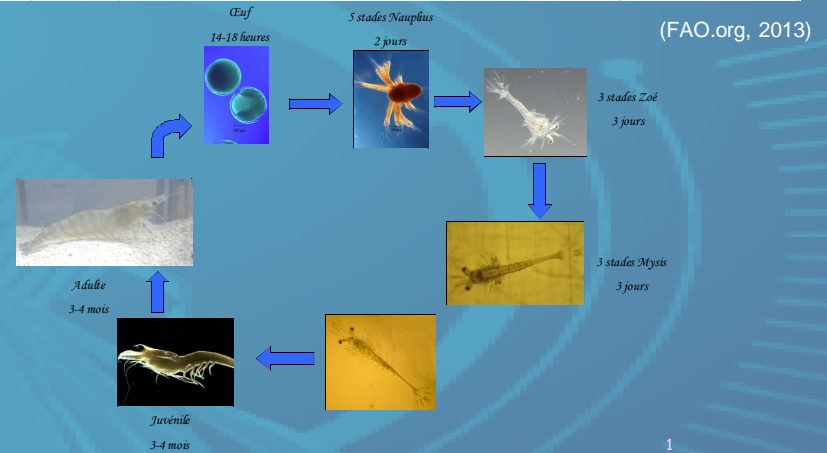 (FAO.org, 2013)
Œuf
14-18 heures
5 stades Nauplius
2 jours
3 stades Zoé
3 jours
3 stades Mysis
3 jours
Adulte
3-4 mois
Juvénile
3-4 mois
1